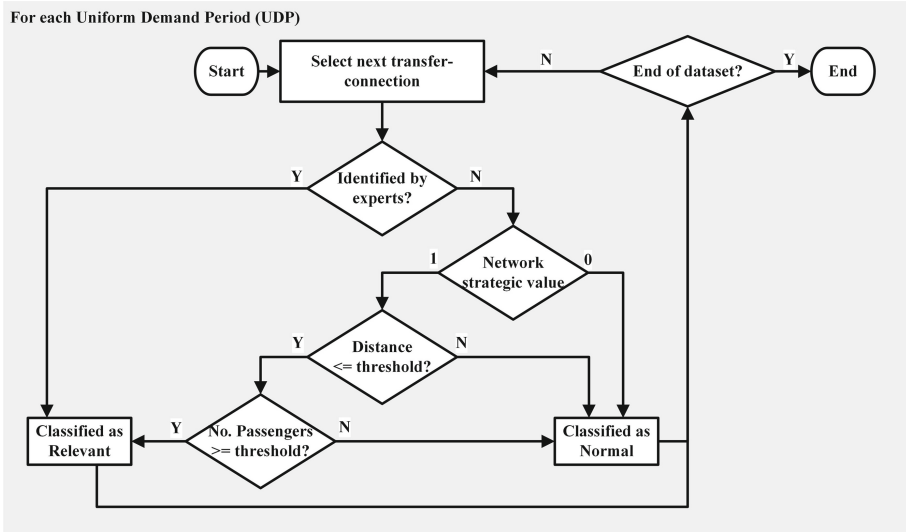 For each Uniform Demand Period (UDP)
Start
Select next transfer-
connection
N
End of dataset?
Y
End
Y
Identified by
experts?
N
1
Network
strategic value
0
Y
Distance
<= threshold?
N
Classified as
Relevant
Y
No. Passengers
>= threshold?
N
Classified as
Normal